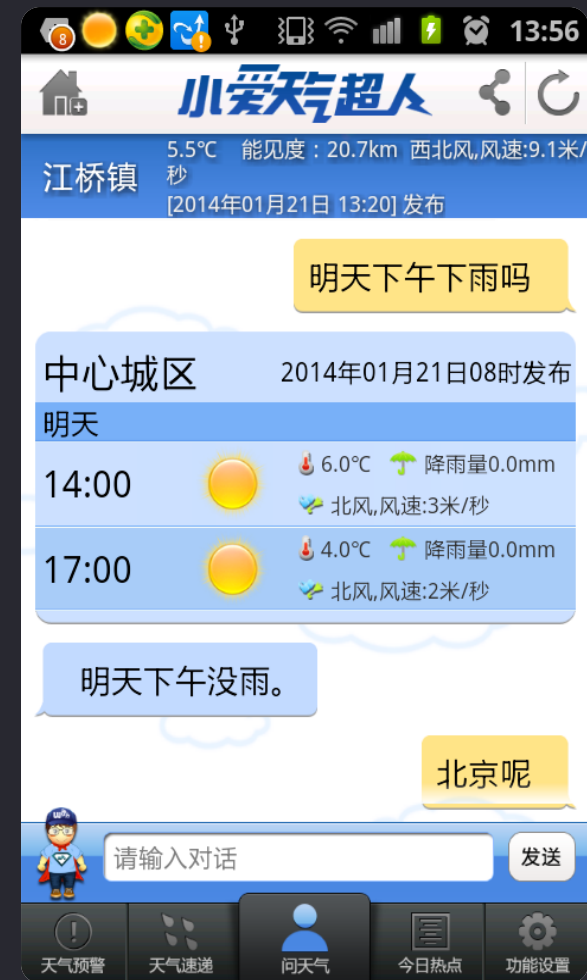 8
13:56
小爱天气超人
江桥镇
5.5℃ 能见度：20.7km 西北风,风速:9.1米/
秒
[2014年01月21日 13:20] 发布
明天下午下雨吗
中心城区 2014年01月21日08时发布
明天
14:00
6.0℃ 降雨量0.0mm
北风,风速:3米/秒
17:00
4.0℃ 降雨量0.0mm
北风,风速:2米/秒
明天下午没雨。
北京呢
请输入对话 发送
天气预警 天气速递 问天气 今日热点 功能设置